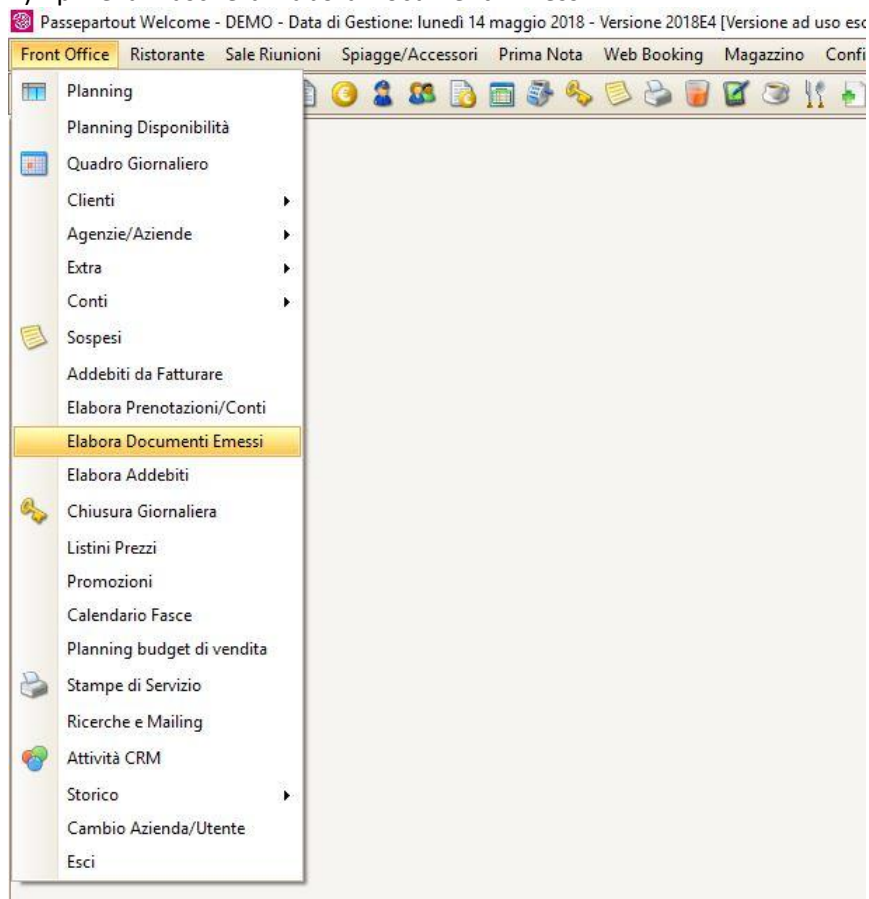 Passepartout Welcome - DEMO - Data di Gestione: lunedì 14 maggio 2018 - Versione 2018E4 [Versione ad uso esc
Front Office Ristorante Sale Riunioni Spiagge/Accessori Prima Nota Web Booking Magazzino Confi
Planning
Planning Disponibilità
Quadro Giornaliero
Clienti
Agenzie/Aziende
Extra
Conti
Sospesi
Addebiti da Fatturare
Elabora Prenotazioni/Conti
Elabora Documenti Emessi
Elabora Addebiti
Chiusura Giornaliera
Listini Prezzi
Promozioni
Calendario Fasce
Planning budget di vendita
Stampe di Servizio
Ricerche e Mailing
Attività CRM
Storico
Cambio Azienda/Utente
Esci